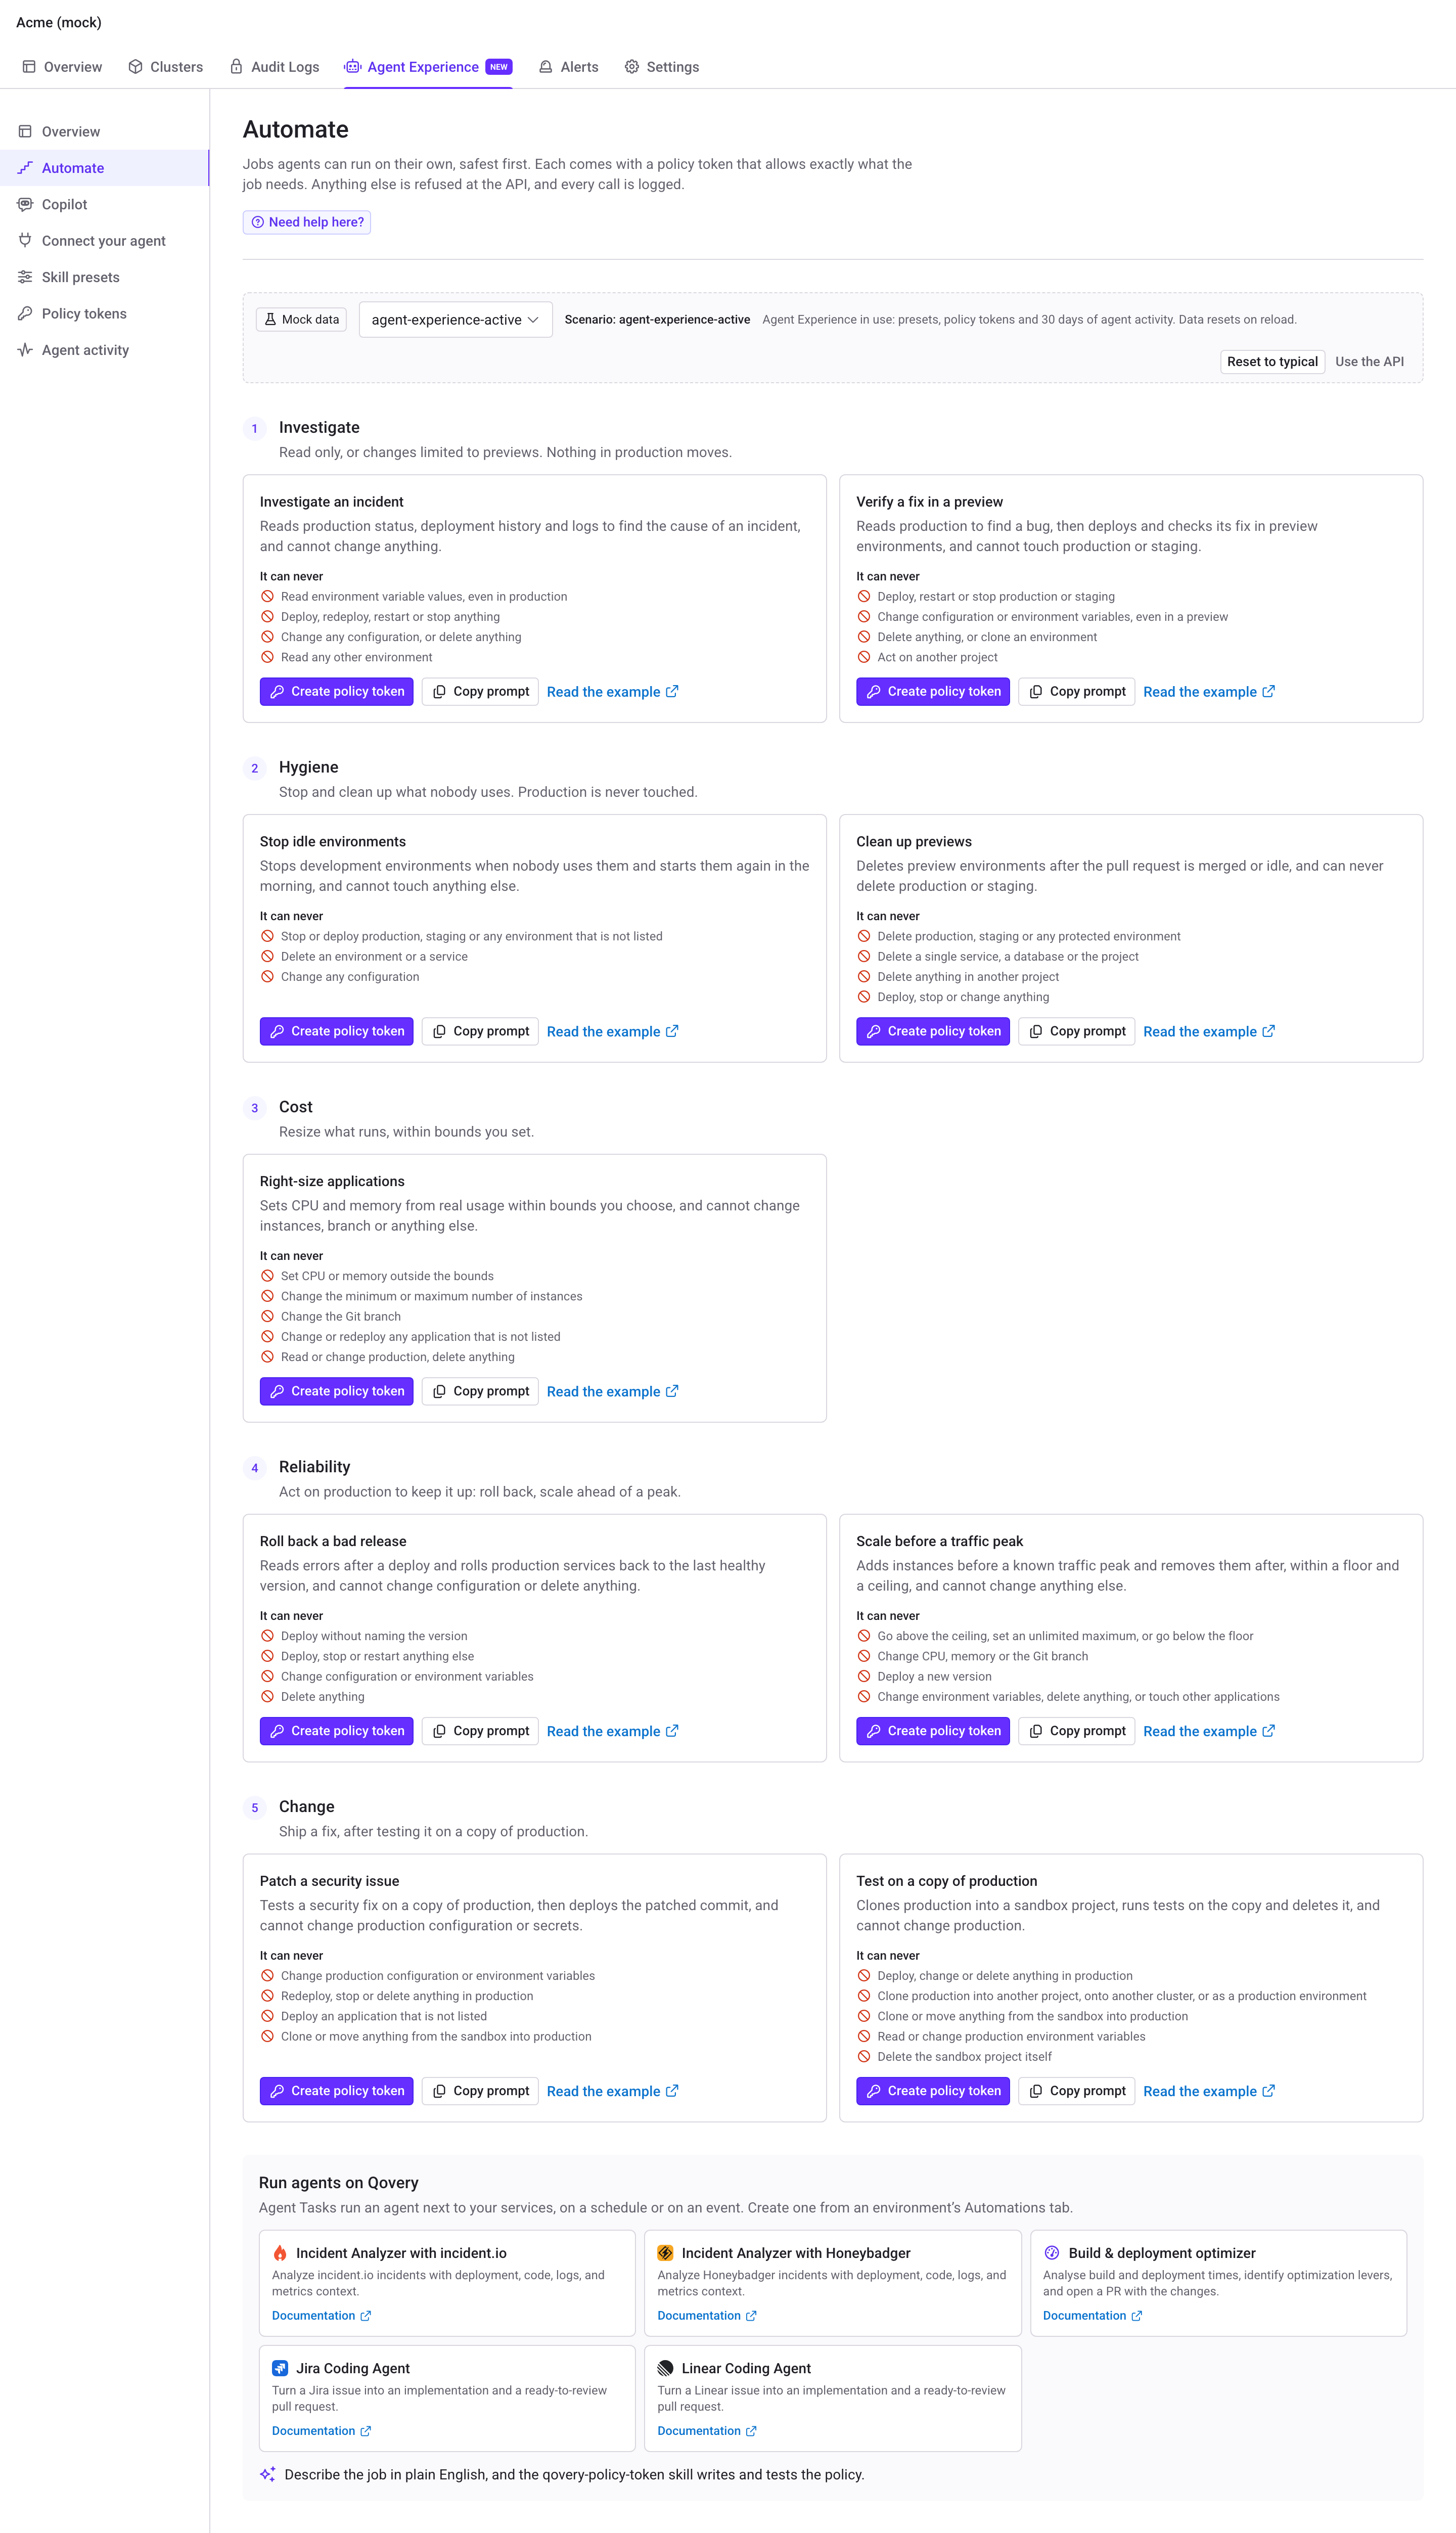 Acme (mock)
Overview
Clusters
Audit Logs
Agent Experience NEW
Alerts
Settings
Overview
Automate
Copilot
Connect your agent
Skill presets
Policy tokens
Agent activity
Automate
Jobs agents can run on their own, safest first. Each comes with a policy token that allows exactly what the
job needs. Anything else is refused at the API, and every call is logged.
Need help here?
Mock data
agent-experience-active
Scenario: agent-experience-active Agent Experience in use: presets, policy tokens and 30 days of agent activity. Data resets on reload.
Reset to typical Use the API
1 Investigate
Read only, or changes limited to previews. Nothing in production moves.
Investigate an incident
Reads production status, deployment history and logs to find the cause of an incident,
and cannot change anything.
It can never
Read environment variable values, even in production
Deploy, redeploy, restart or stop anything
Change any configuration, or delete anything
Read any other environment
Create policy token Copy prompt Read the example
Verify a fix in a preview
Reads production to find a bug, then deploys and checks its fix in preview
environments, and cannot touch production or staging.
It can never
Deploy, restart or stop production or staging
Change configuration or environment variables, even in a preview
Delete anything, or clone an environment
Act on another project
Create policy token Copy prompt Read the example
2 Hygiene
Stop and clean up what nobody uses. Production is never touched.
Stop idle environments
Stops development environments when nobody uses them and starts them again in the
morning, and cannot touch anything else.
It can never
Stop or deploy production, staging or any environment that is not listed
Delete an environment or a service
Change any configuration
Create policy token Copy prompt Read the example
Clean up previews
Deletes preview environments after the pull request is merged or idle, and can never
delete production or staging.
It can never
Delete production, staging or any protected environment
Delete a single service, a database or the project
Delete anything in another project
Deploy, stop or change anything
Create policy token Copy prompt Read the example
3 Cost
Resize what runs, within bounds you set.
Right-size applications
Sets CPU and memory from real usage within bounds you choose, and cannot change
instances, branch or anything else.
It can never
Set CPU or memory outside the bounds
Change the minimum or maximum number of instances
Change the Git branch
Change or redeploy any application that is not listed
Read or change production, delete anything
Create policy token Copy prompt Read the example
4 Reliability
Act on production to keep it up: roll back, scale ahead of a peak.
Roll back a bad release
Reads errors after a deploy and rolls production services back to the last healthy
version, and cannot change configuration or delete anything.
It can never
Deploy without naming the version
Deploy, stop or restart anything else
Change configuration or environment variables
Delete anything
Create policy token Copy prompt Read the example
Scale before a traffic peak
Adds instances before a known traffic peak and removes them after, within a floor and
a ceiling, and cannot change anything else.
It can never
Go above the ceiling, set an unlimited maximum, or go below the floor
Change CPU, memory or the Git branch
Deploy a new version
Change environment variables, delete anything, or touch other applications
Create policy token Copy prompt Read the example
5 Change
Ship a fix, after testing it on a copy of production.
Patch a security issue
Tests a security fix on a copy of production, then deploys the patched commit, and
cannot change production configuration or secrets.
It can never
Change production configuration or environment variables
Redeploy, stop or delete anything in production
Deploy an application that is not listed
Clone or move anything from the sandbox into production
Create policy token Copy prompt Read the example
Test on a copy of production
Clones production into a sandbox project, runs tests on the copy and deletes it, and
cannot change production.
It can never
Deploy, change or delete anything in production
Clone production into another project, onto another cluster, or as a production environment
Clone or move anything from the sandbox into production
Read or change production environment variables
Delete the sandbox project itself
Create policy token Copy prompt Read the example
Run agents on Qovery
Agent Tasks run an agent next to your services, on a schedule or on an event. Create one from an environment’s Automations tab.
Incident Analyzer with incident.io
Analyze incident.io incidents with deployment, code, logs, and
metrics context.
Documentation
Incident Analyzer with Honeybadger
Analyze Honeybadger incidents with deployment, code, logs, and
metrics context.
Documentation
Build & deployment optimizer
Analyse build and deployment times, identify optimization levers,
and open a PR with the changes.
Documentation
Jira Coding Agent
Turn a Jira issue into an implementation and a ready-to-review
pull request.
Documentation
Linear Coding Agent
Turn a Linear issue into an implementation and a ready-to-review
pull request.
Documentation
Describe the job in plain English, and the qovery-policy-token skill writes and tests the policy.